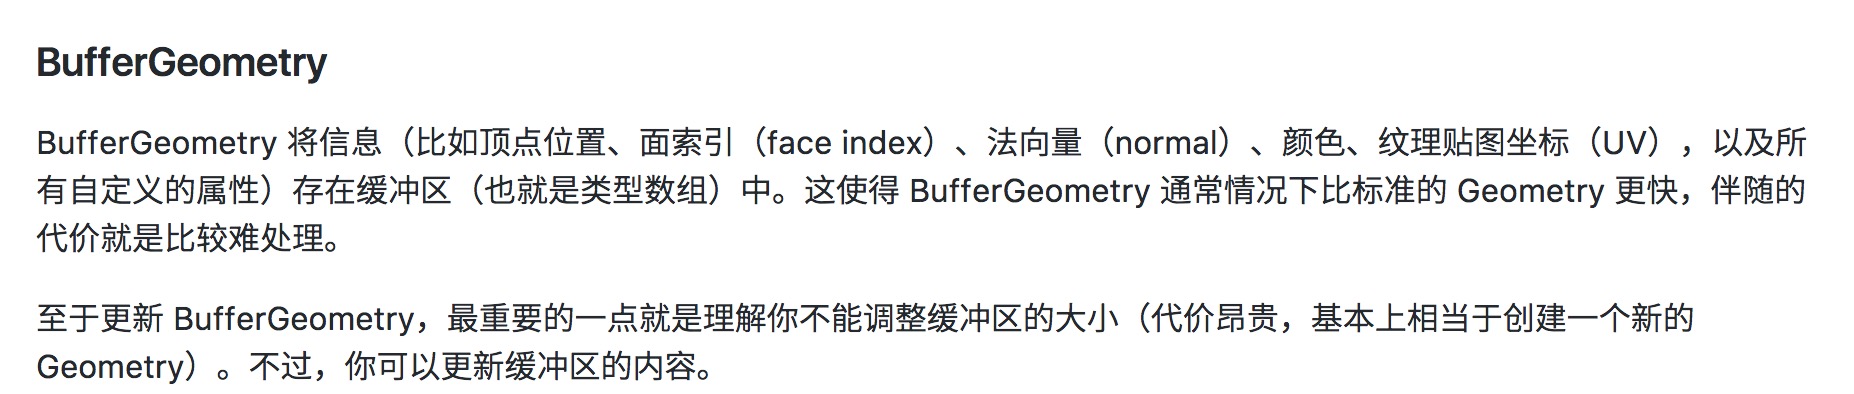 BufferGeometry
BufferGeometry 将信息（比如顶点位置、面索引（face index）、法向量（normal）、颜色、纹理贴图坐标（UV），以及所
有自定义的属性）存在缓冲区（也就是类型数组）中。这使得 BufferGeometry 通常情况下比标准的 Geometry 更快，伴随的
代价就是比较难处理。
至于更新 BufferGeometry，最重要的一点就是理解你不能调整缓冲区的大小（代价昂贵，基本上相当于创建一个新的
Geometry）。不过，你可以更新缓冲区的内容。